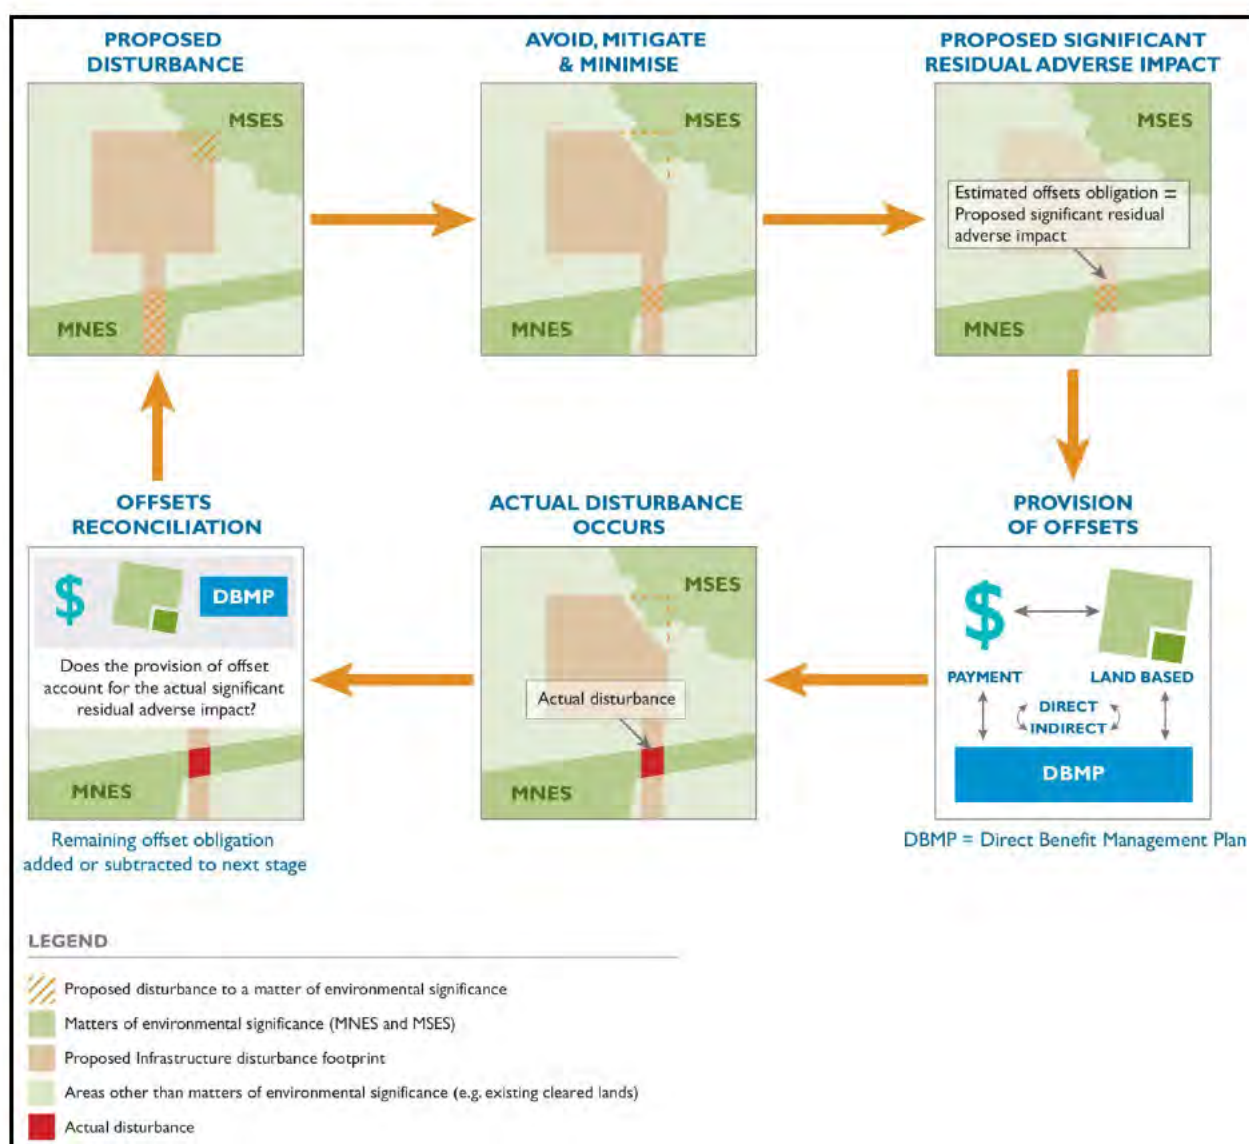 PROPOSED
DISTURBANCE
MSES
MNES
AVOID, MITIGATE
& MINIMISE
MSES
MNES
PROPOSED SIGNIFICANT
RESIDUAL ADVERSE IMPACT
MSES
Estimated offsets obligation =
Proposed significant residual
adverse impact
MNES
OFFSETS
RECONCILIATION
$
DBMP
Does the provision of offset
account for the actual significant
residual adverse impact?
MNES
Remaining offset obligation
added or subtracted to next stage
ACTUAL DISTURBANCE
OCCURS
MSES
Actual disturbance
MNES
PROVISION
OF OFFSETS
$
PAYMENT
LAND BASED
DIRECT
INDIRECT
DBMP
DBMP = Direct Benefit Management Plan
LEGEND
Proposed disturbance to a matter of environmental significance
Matters of environmental significance (MNES and MSES)
Proposed Infrastructure disturbance footprint
Areas other than matters of environmental significance (e.g. existing cleared lands)
Actual disturbance